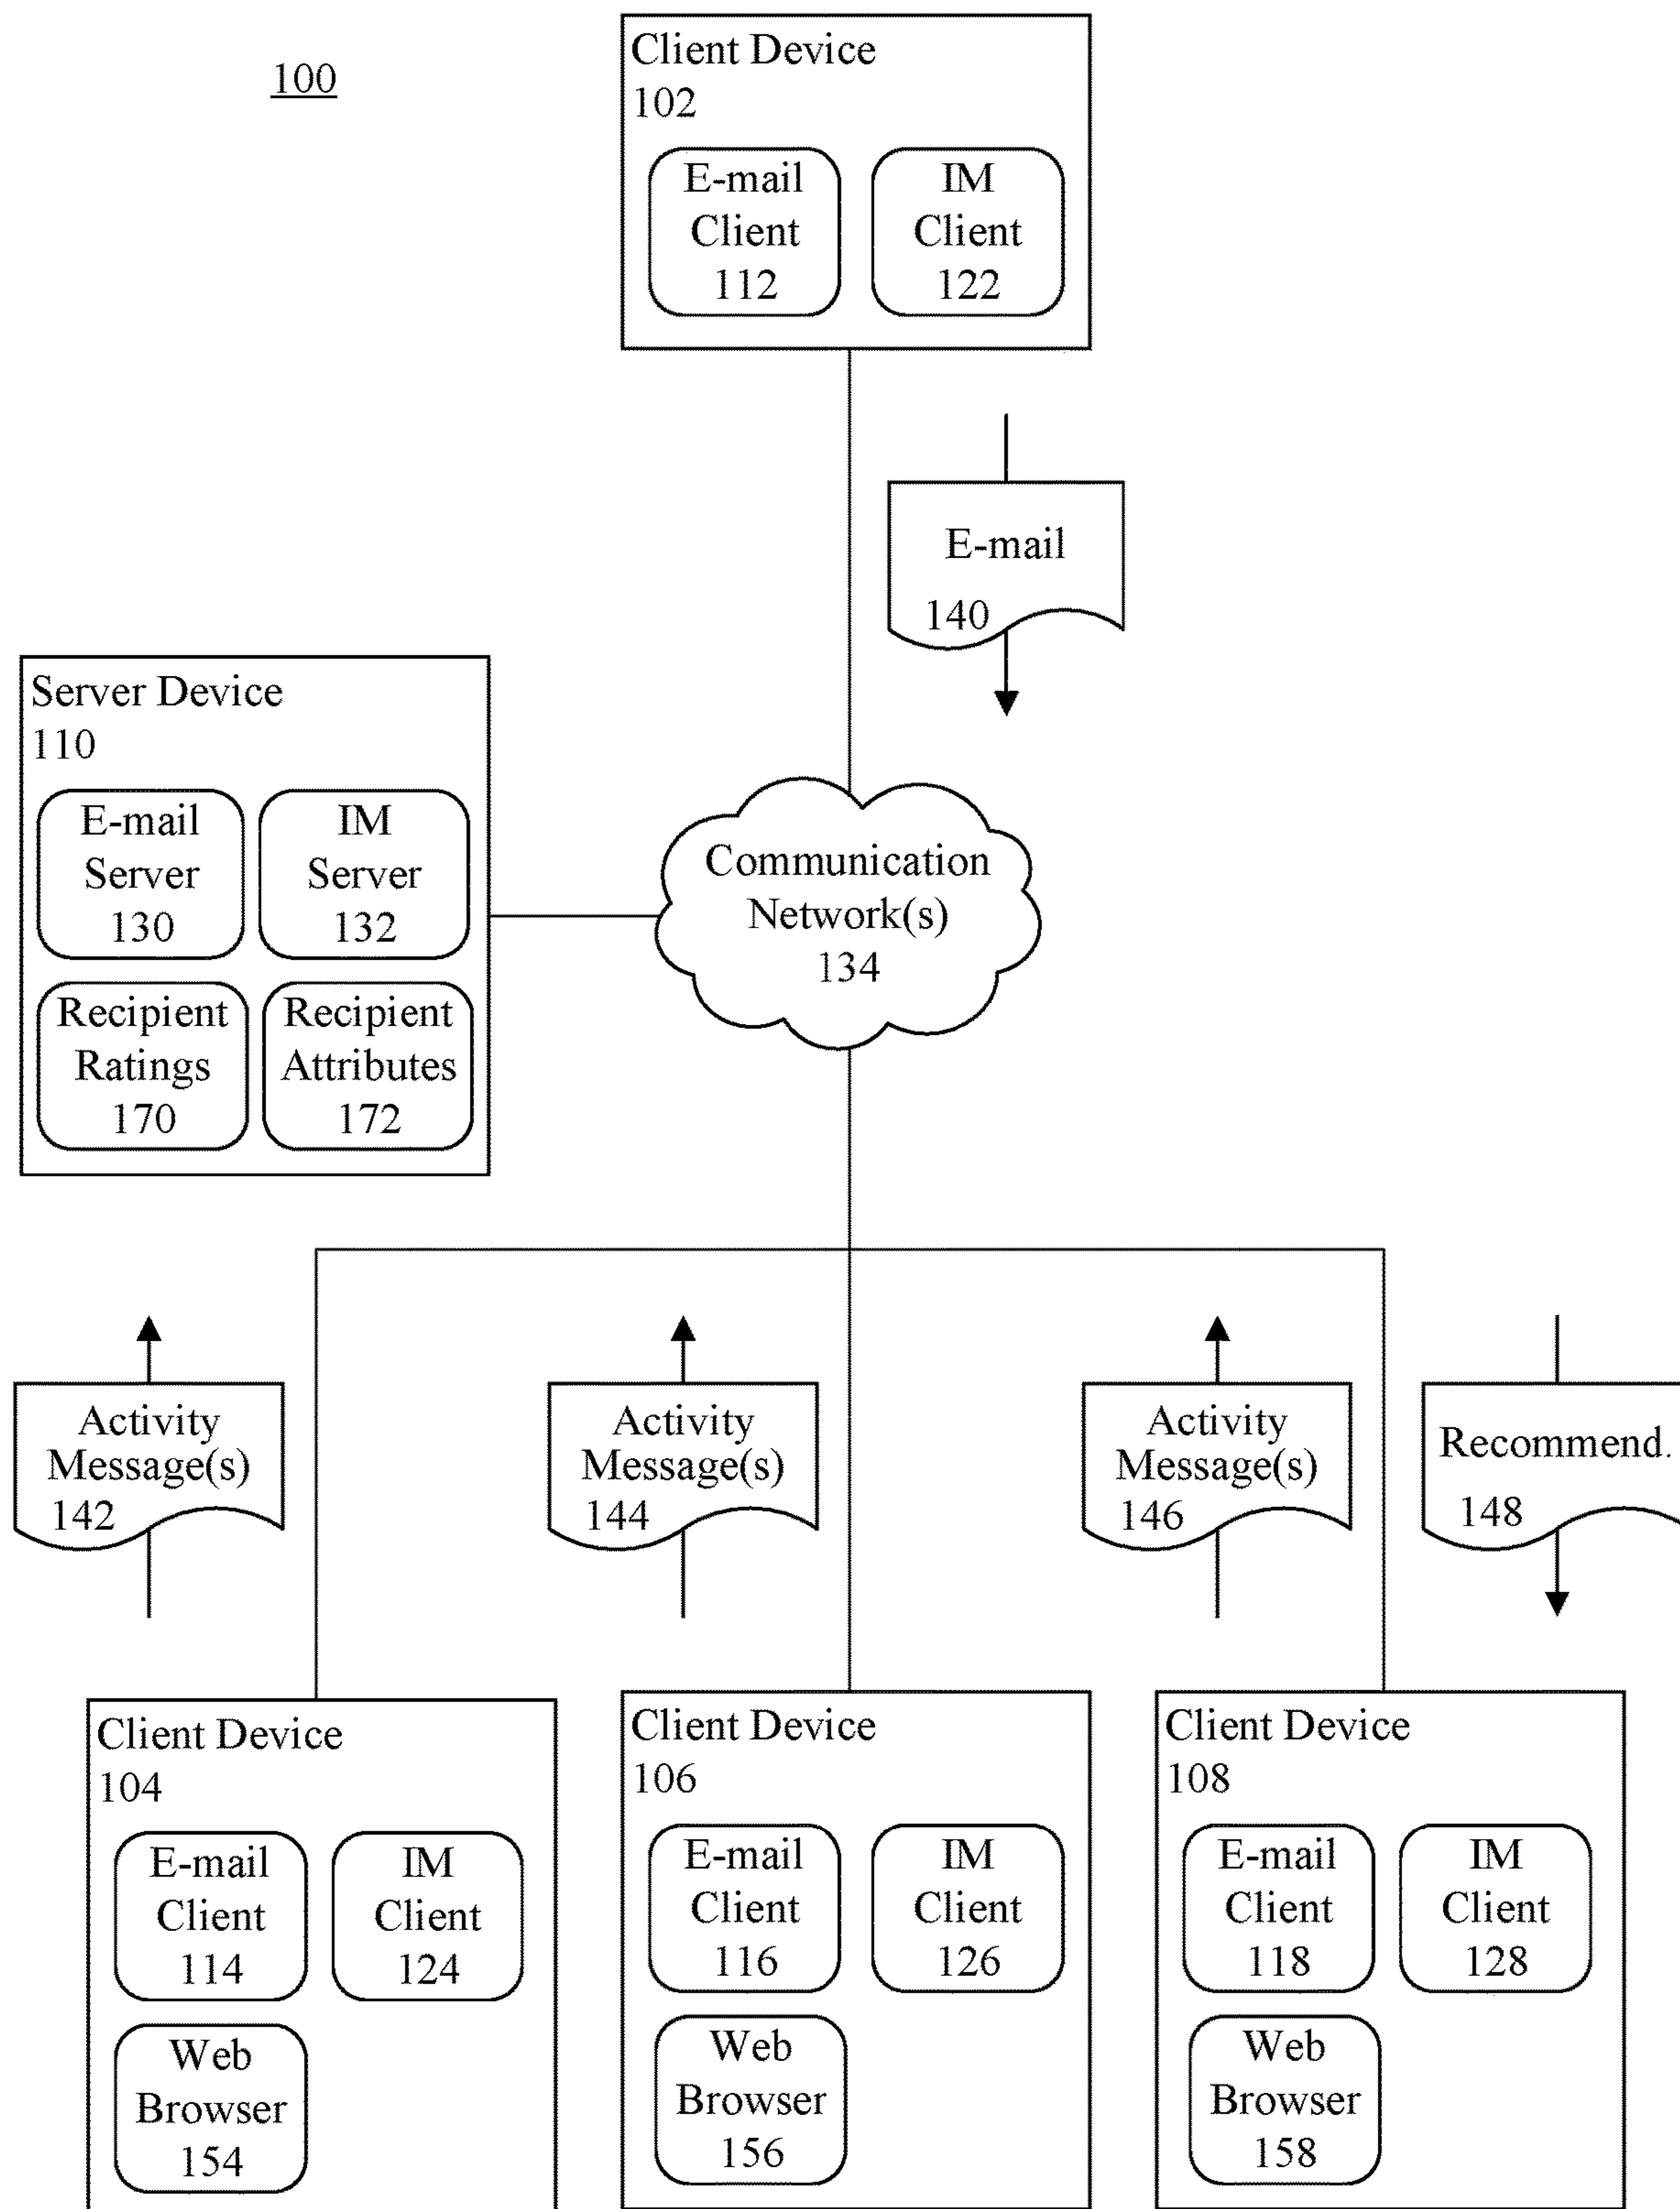 100
Client Device
102
E-mail
Client
112
IM
Client
122
E-mail
140
Server Device
110
E-mail
Server
130
IM
Server
132
Recipient
Ratings
170
Recipient
Attributes
172
Communication
Network(s)
134
Activity
Message(s)
142
Activity
Message(s)
144
Activity
Message(s)
146
Recommend.
148
Client Device
104
E-mail
Client
114
IM
Client
124
Web
Browser
154
Client Device
106
E-mail
Client
116
IM
Client
126
Web
Browser
156
Client Device
108
E-mail
Client
118
IM
Client
128
Web
Browser
158